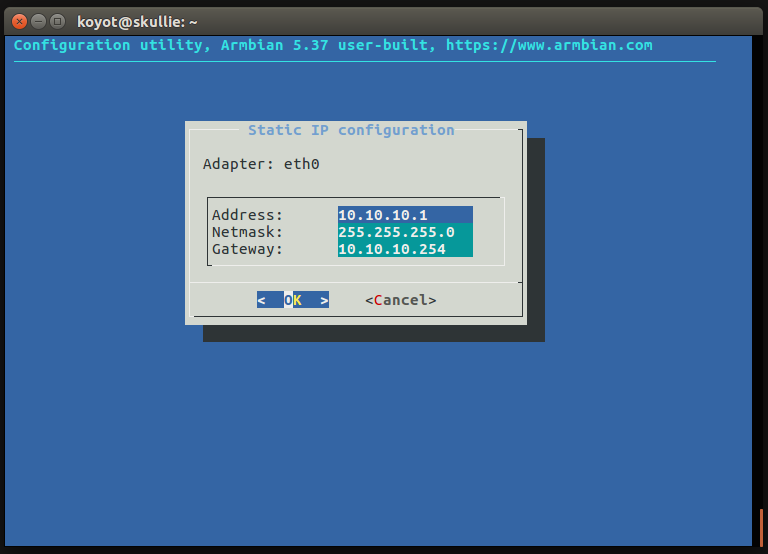 koyot@skullie: ~
Configuration utility, Armbian 5.37 user-built, https://www.armbian.com
Static IP configuration
Adapter: eth0
Address: 10.10.10.1
Netmask: 255.255.255.0
Gateway: 10.10.10.254
<  OK  > <Cancel>